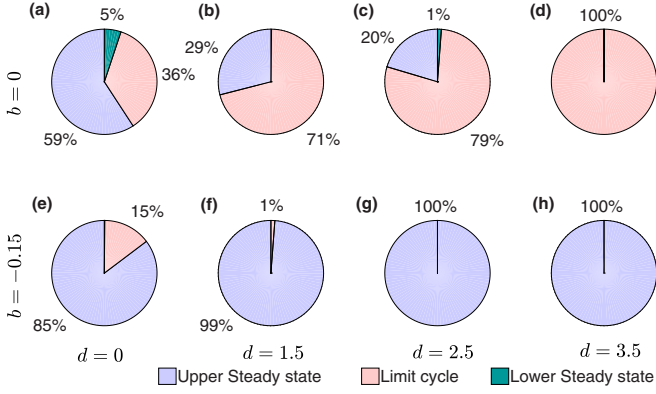 (a) 5% (b) (c) 1% (d) 100%
29% 20%
b = 0 36%
59% 71% 79%
(e) 15% (f) 1% (g) 100% (h) 100%
b = −0.15
85% 99%
d = 0 d = 1.5 d = 2.5 d = 3.5
Upper Steady state Limit cycle Lower Steady state